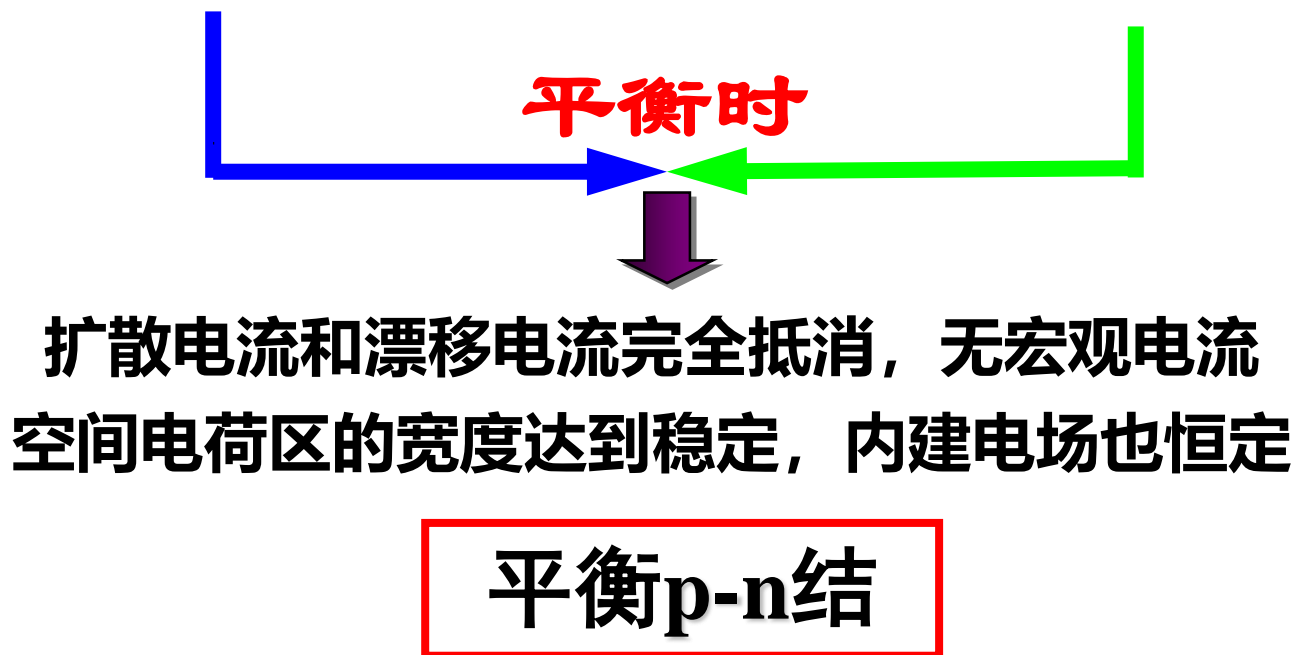 平衡时
扩散电流和漂移电流完全抵消，无宏观电流
空间电荷区的宽度达到稳定，内建电场也恒定
平衡p-n结